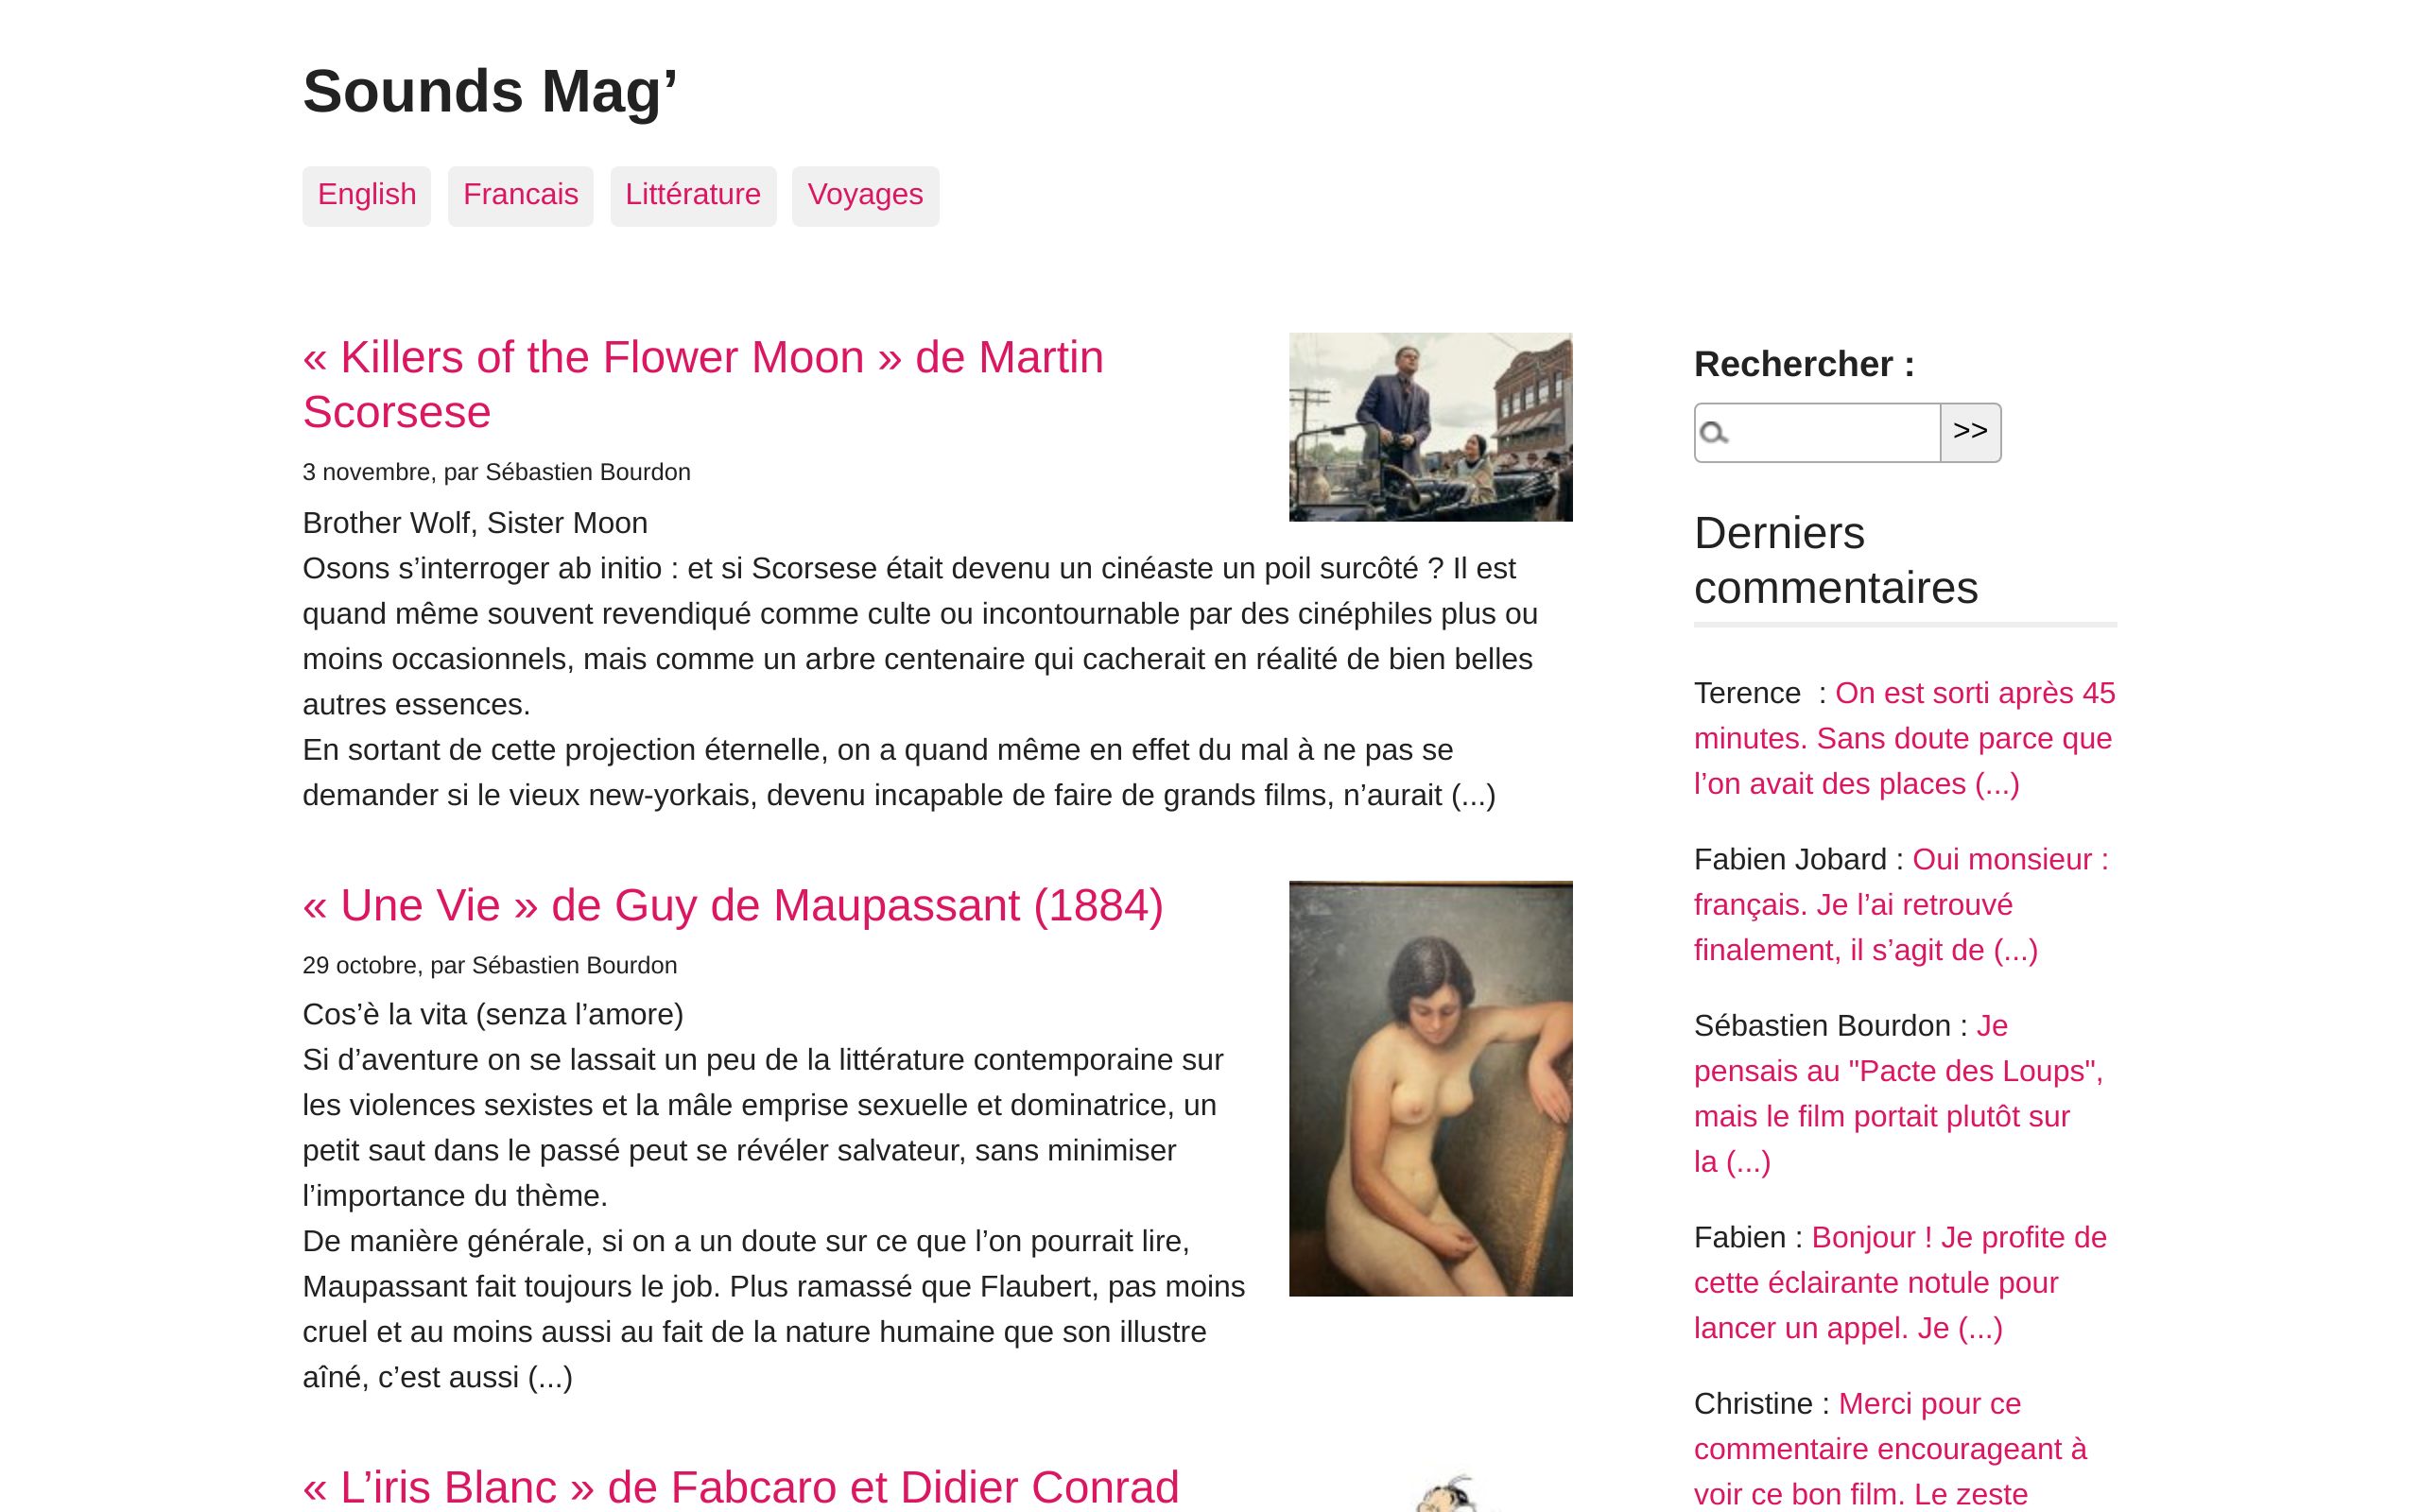 Sounds Mag’
English Francais Littérature Voyages
« Killers of the Flower Moon » de Martin
Scorsese
3 novembre, par Sébastien Bourdon
Brother Wolf, Sister Moon
Osons s’interroger ab initio : et si Scorsese était devenu un cinéaste un poil surcôté ? Il est
quand même souvent revendiqué comme culte ou incontournable par des cinéphiles plus ou
moins occasionnels, mais comme un arbre centenaire qui cacherait en réalité de bien belles
autres essences.
En sortant de cette projection éternelle, on a quand même en effet du mal à ne pas se
demander si le vieux new-yorkais, devenu incapable de faire de grands films, n’aurait (...)
« Une Vie » de Guy de Maupassant (1884)
29 octobre, par Sébastien Bourdon
Cos’è la vita (senza l’amore)
Si d’aventure on se lassait un peu de la littérature contemporaine sur
les violences sexistes et la mâle emprise sexuelle et dominatrice, un
petit saut dans le passé peut se révéler salvateur, sans minimiser
l’importance du thème.
De manière générale, si on a un doute sur ce que l’on pourrait lire,
Maupassant fait toujours le job. Plus ramassé que Flaubert, pas moins
cruel et au moins aussi au fait de la nature humaine que son illustre
aîné, c’est aussi (...)
« L’iris Blanc » de Fabcaro et Didier Conrad
Rechercher :
>>
Derniers
commentaires
Terence  : On est sorti après 45
minutes. Sans doute parce que
l’on avait des places (...)
Fabien Jobard : Oui monsieur :
français. Je l’ai retrouvé
finalement, il s’agit de (...)
Sébastien Bourdon : Je
pensais au "Pacte des Loups",
mais le film portait plutôt sur
la (...)
Fabien : Bonjour ! Je profite de
cette éclairante notule pour
lancer un appel. Je (...)
Christine : Merci pour ce
commentaire encourageant à
voir ce bon film. Le zeste